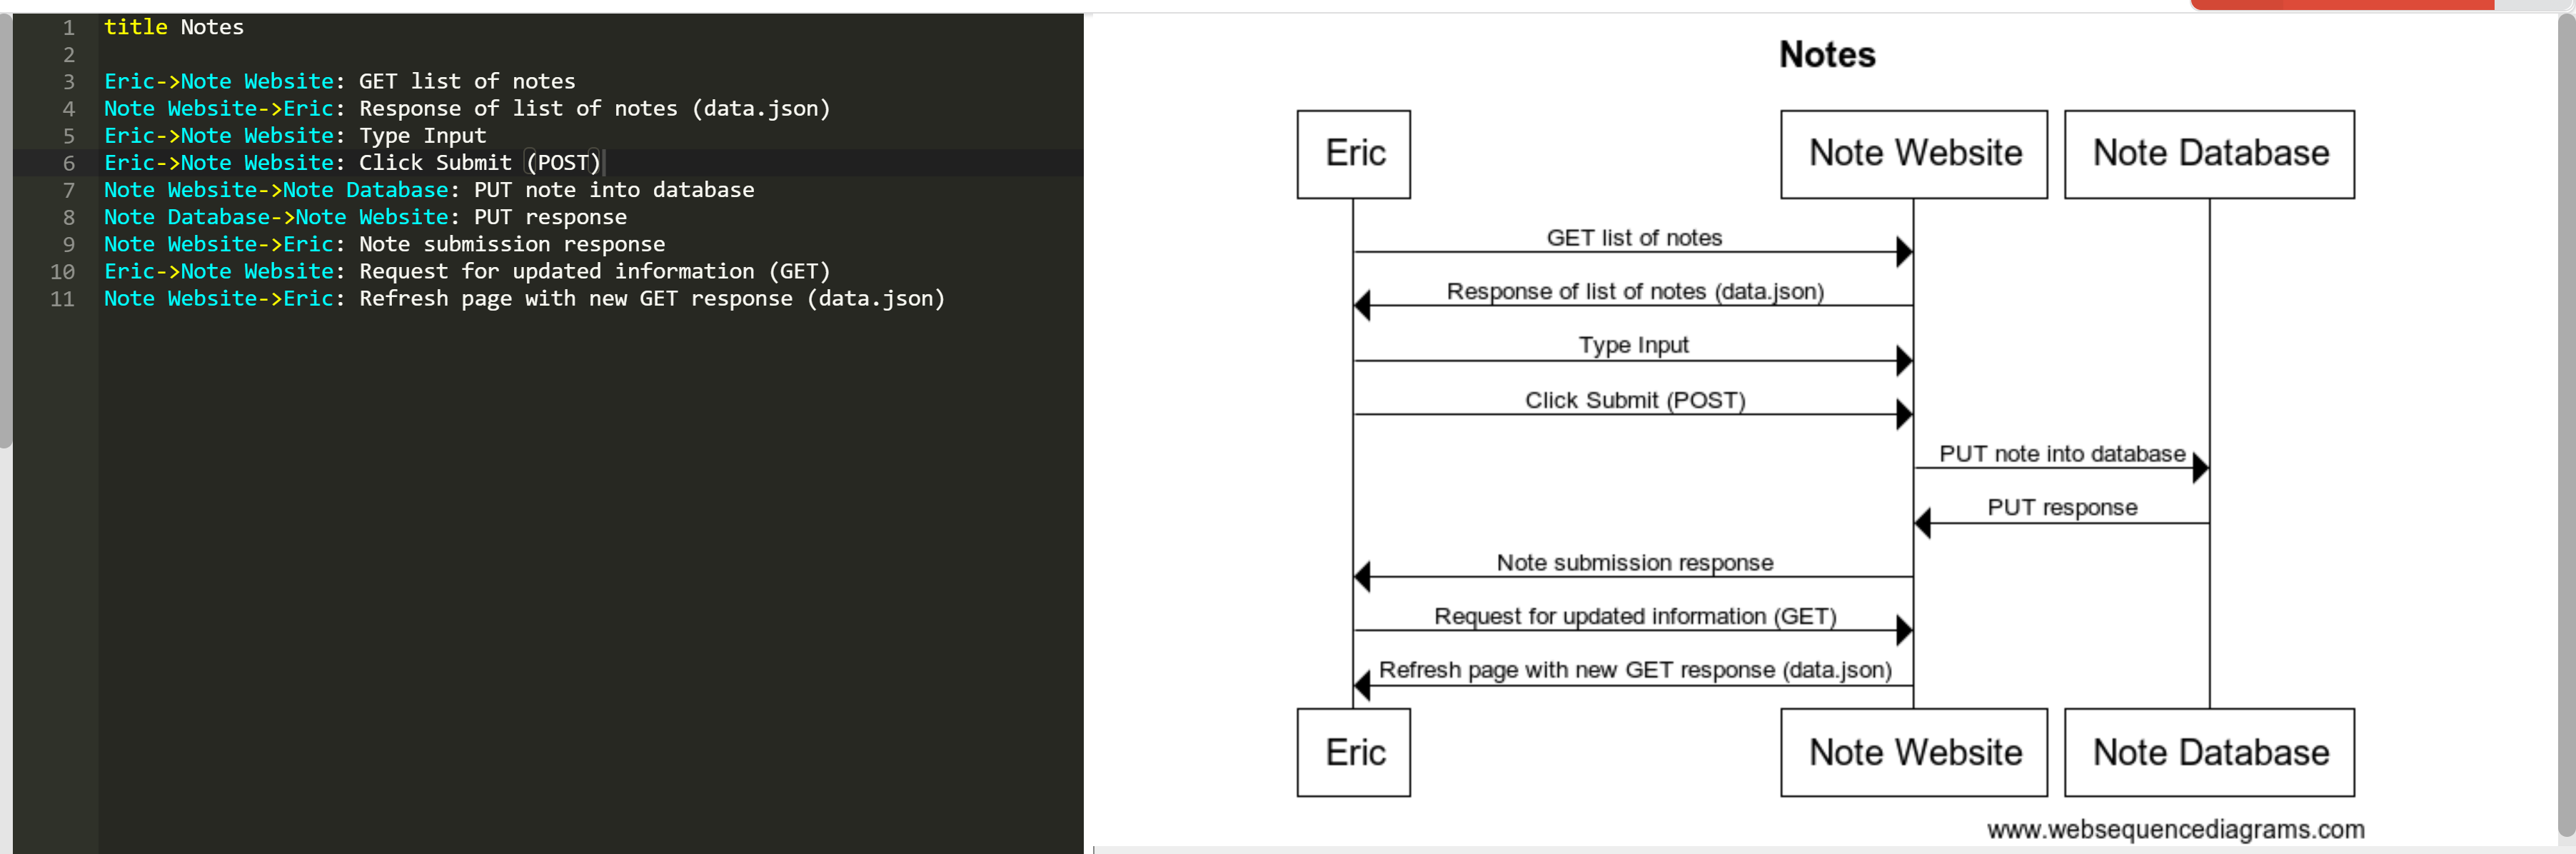 1 title Notes
2
3 Eric->Note Website: GET list of notes
4 Note Website->Eric: Response of list of notes (data.json)
5 Eric->Note Website: Type Input
6 Eric->Note Website: Click Submit (POST)
7 Note Website->Note Database: PUT note into database
8 Note Database->Note Website: PUT response
9 Note Website->Eric: Note submission response
10 Eric->Note Website: Request for updated information (GET)
11 Note Website->Eric: Refresh page with new GET response (data.json)
Notes
Eric Note Website Note Database
GET list of notes
Response of list of notes (data.json)
Type Input
Click Submit (POST)
PUT note into database
PUT response
Note submission response
Request for updated information (GET)
Refresh page with new GET response (data.json)
Eric Note Website Note Database
www.websequencediagrams.com